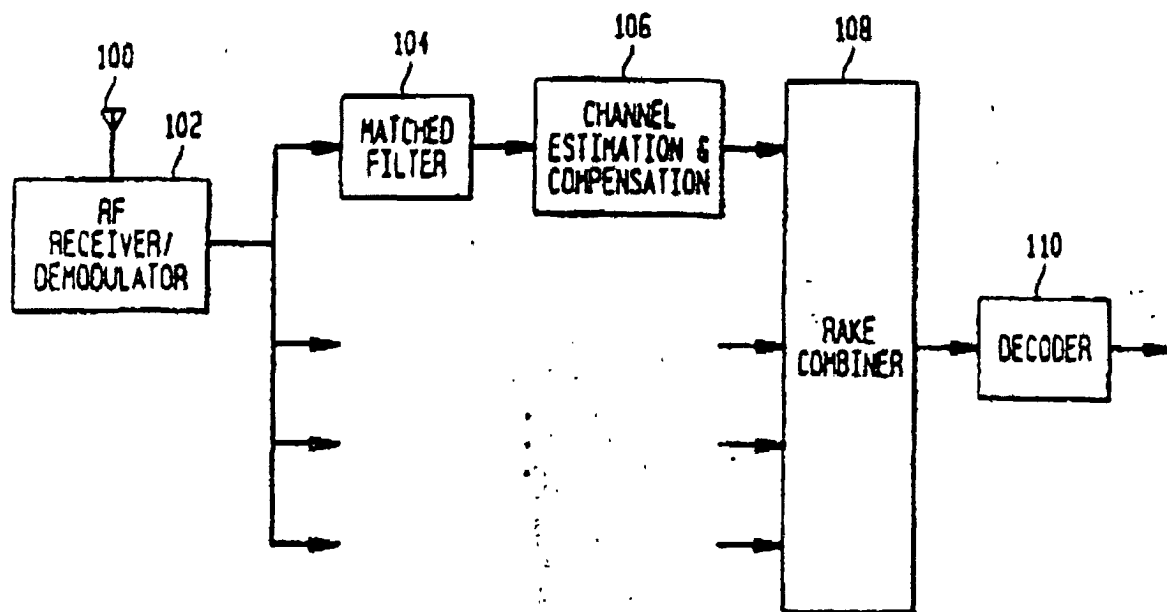 100
102
RF
RECEIVER/
DEMODULATOR
104
MATCHED
FILTER
106
CHANNEL
ESTIMATION &
COMPENSATION
108
RAKE
COMBINER
110
DECODER